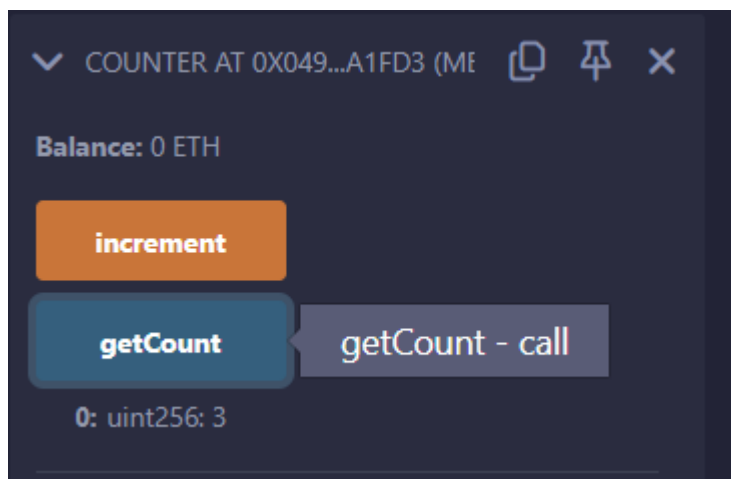 COUNTER AT 0X049...A1FD3 (ME
Balance: 0 ETH
increment
getCount
getCount - call
0: uint256: 3